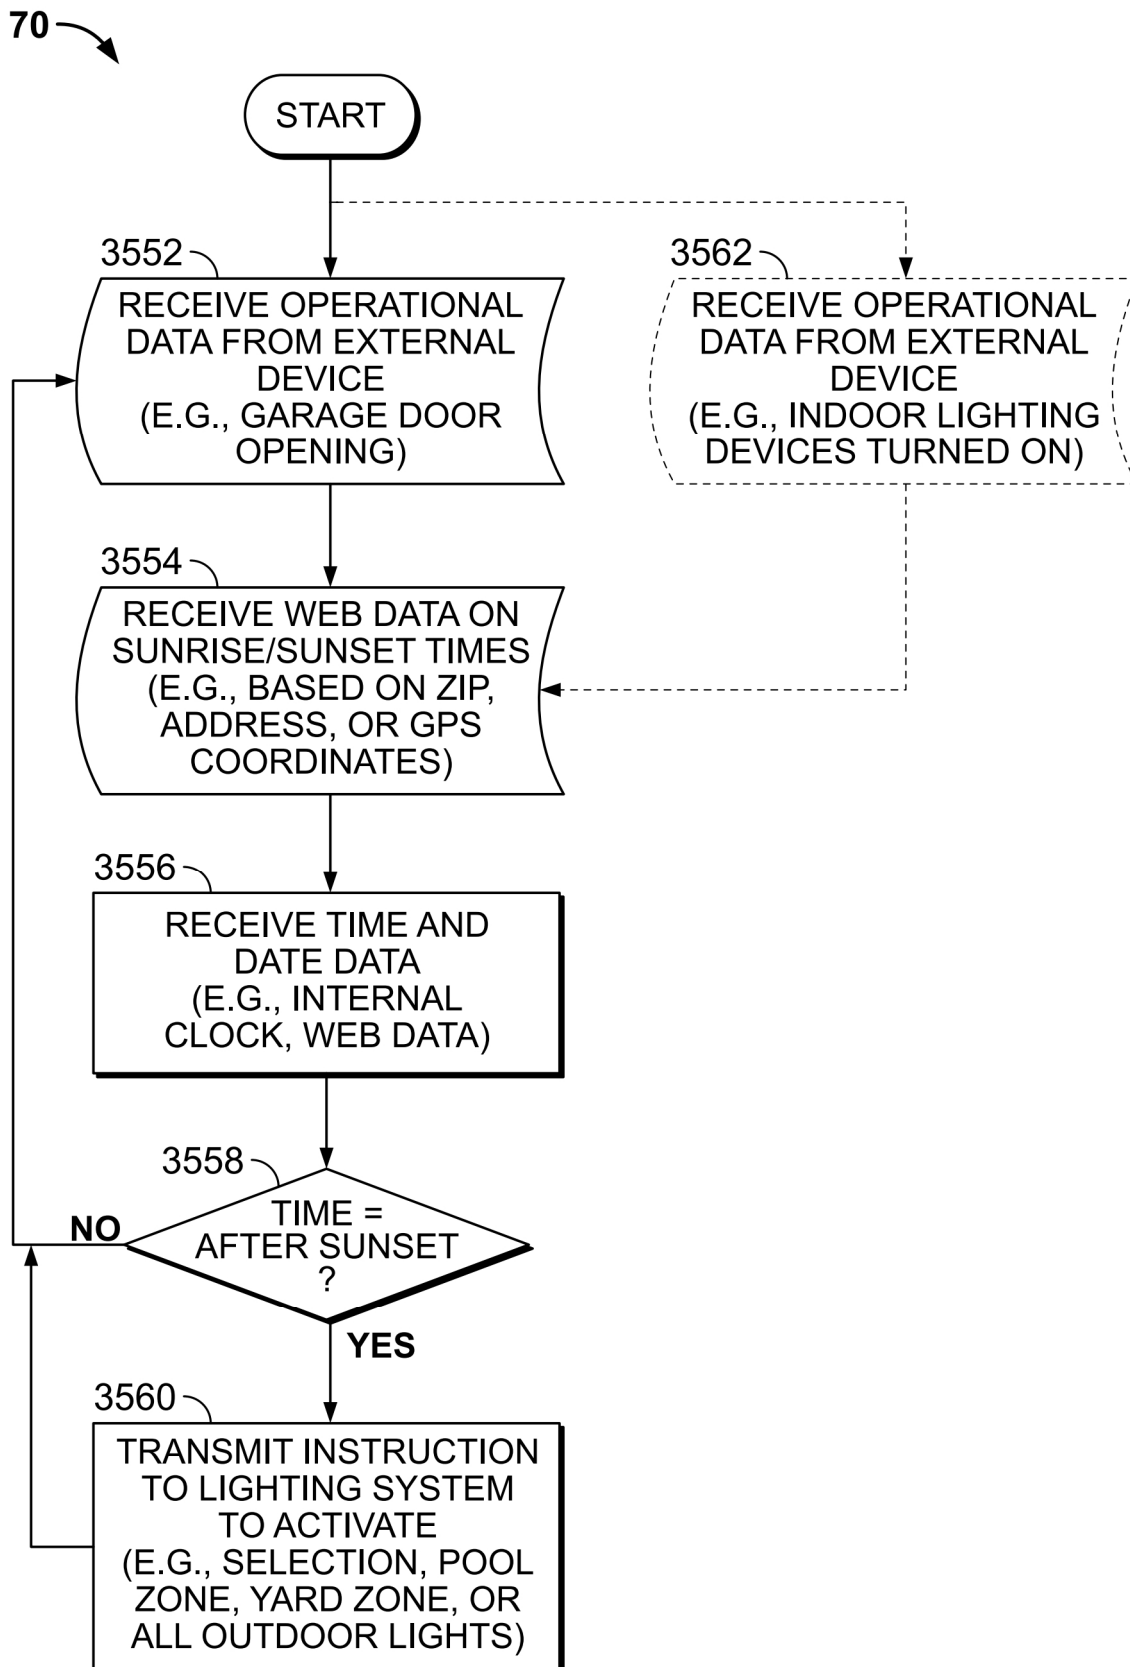 70
START
3552
RECEIVE OPERATIONAL
DATA FROM EXTERNAL
DEVICE
(E.G., GARAGE DOOR
OPENING)
3562
RECEIVE OPERATIONAL
DATA FROM EXTERNAL
DEVICE
(E.G., INDOOR LIGHTING
DEVICES TURNED ON)
3554
RECEIVE WEB DATA ON
SUNRISE/SUNSET TIMES
(E.G., BASED ON ZIP,
ADDRESS, OR GPS
COORDINATES)
3556
RECEIVE TIME AND
DATE DATA
(E.G., INTERNAL
CLOCK, WEB DATA)
3558
TIME =
AFTER SUNSET
?
NO
YES
3560
TRANSMIT INSTRUCTION
TO LIGHTING SYSTEM
TO ACTIVATE
(E.G., SELECTION, POOL
ZONE, YARD ZONE, OR
ALL OUTDOOR LIGHTS)